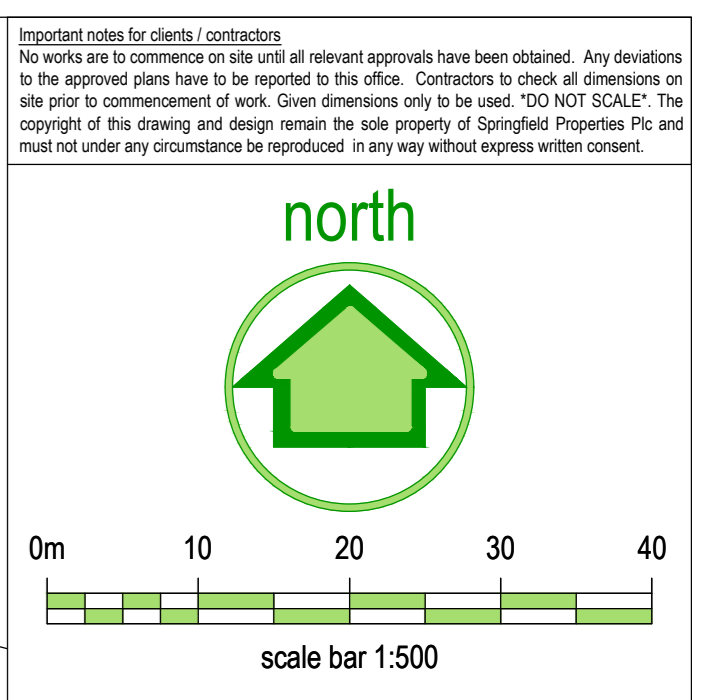 Important notes for clients / contractors
No works are to commence on site until all relevant approvals have been obtained. Any deviations
to the approved plans have to be reported to this office. Contractors to check all dimensions on
site prior to commencement of work. Given dimensions only to be used. *DO NOT SCALE*. The
copyright of this drawing and design remain the sole property of Springfield Properties Plc and
must not under any circumstance be reproduced in any way without express written consent.
north
0m 10 20 30 40
scale bar 1:500